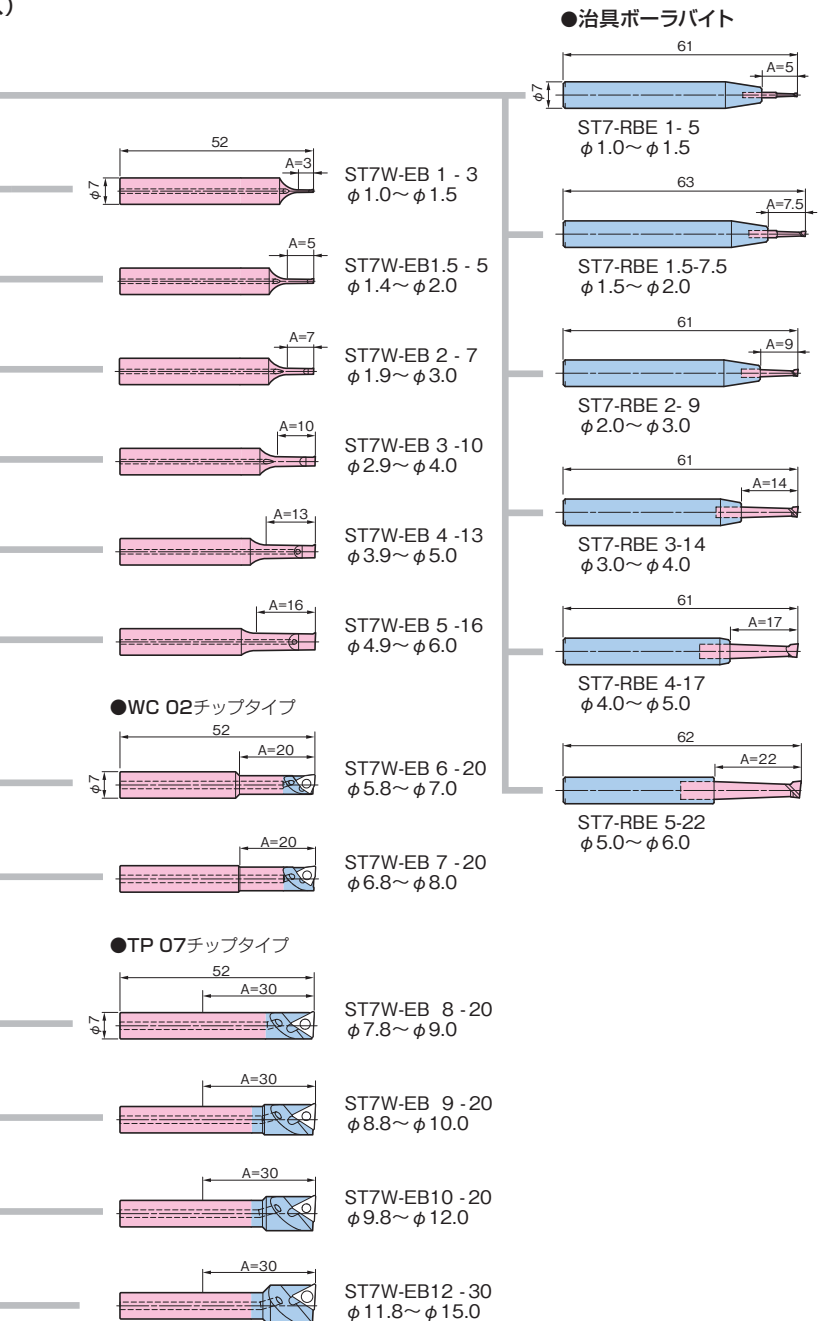 )
52
A=3
φ7
ST7W-EB 1 - 3
φ1.0～φ1.5
A=5
ST7W-EB1.5 - 5
φ1.4～φ2.0
A=7
ST7W-EB 2 - 7
φ1.9～φ3.0
A=10
ST7W-EB 3 -10
φ2.9～φ4.0
A=13
ST7W-EB 4 -13
φ3.9～φ5.0
A=16
ST7W-EB 5 -16
φ4.9～φ6.0
●WC 02チップタイプ
52
A=20
φ7
ST7W-EB 6 -20
φ5.8～φ7.0
A=20
ST7W-EB 7 -20
φ6.8～φ8.0
●TP 07チップタイプ
52
A=30
φ7
ST7W-EB 8 -20
φ7.8～φ9.0
A=30
ST7W-EB 9 -20
φ8.8～φ10.0
A=30
ST7W-EB10 -20
φ9.8～φ12.0
A=30
ST7W-EB12 -30
φ11.8～φ15.0
●治具ボーラバイト
61
A=5
φ7
ST7-RBE 1- 5
φ1.0～φ1.5
63
A=7.5
ST7-RBE 1.5-7.5
φ1.5～φ2.0
61
A=9
ST7-RBE 2- 9
φ2.0～φ3.0
61
A=14
ST7-RBE 3-14
φ3.0～φ4.0
61
A=17
ST7-RBE 4-17
φ4.0～φ5.0
62
A=22
ST7-RBE 5-22
φ5.0～φ6.0